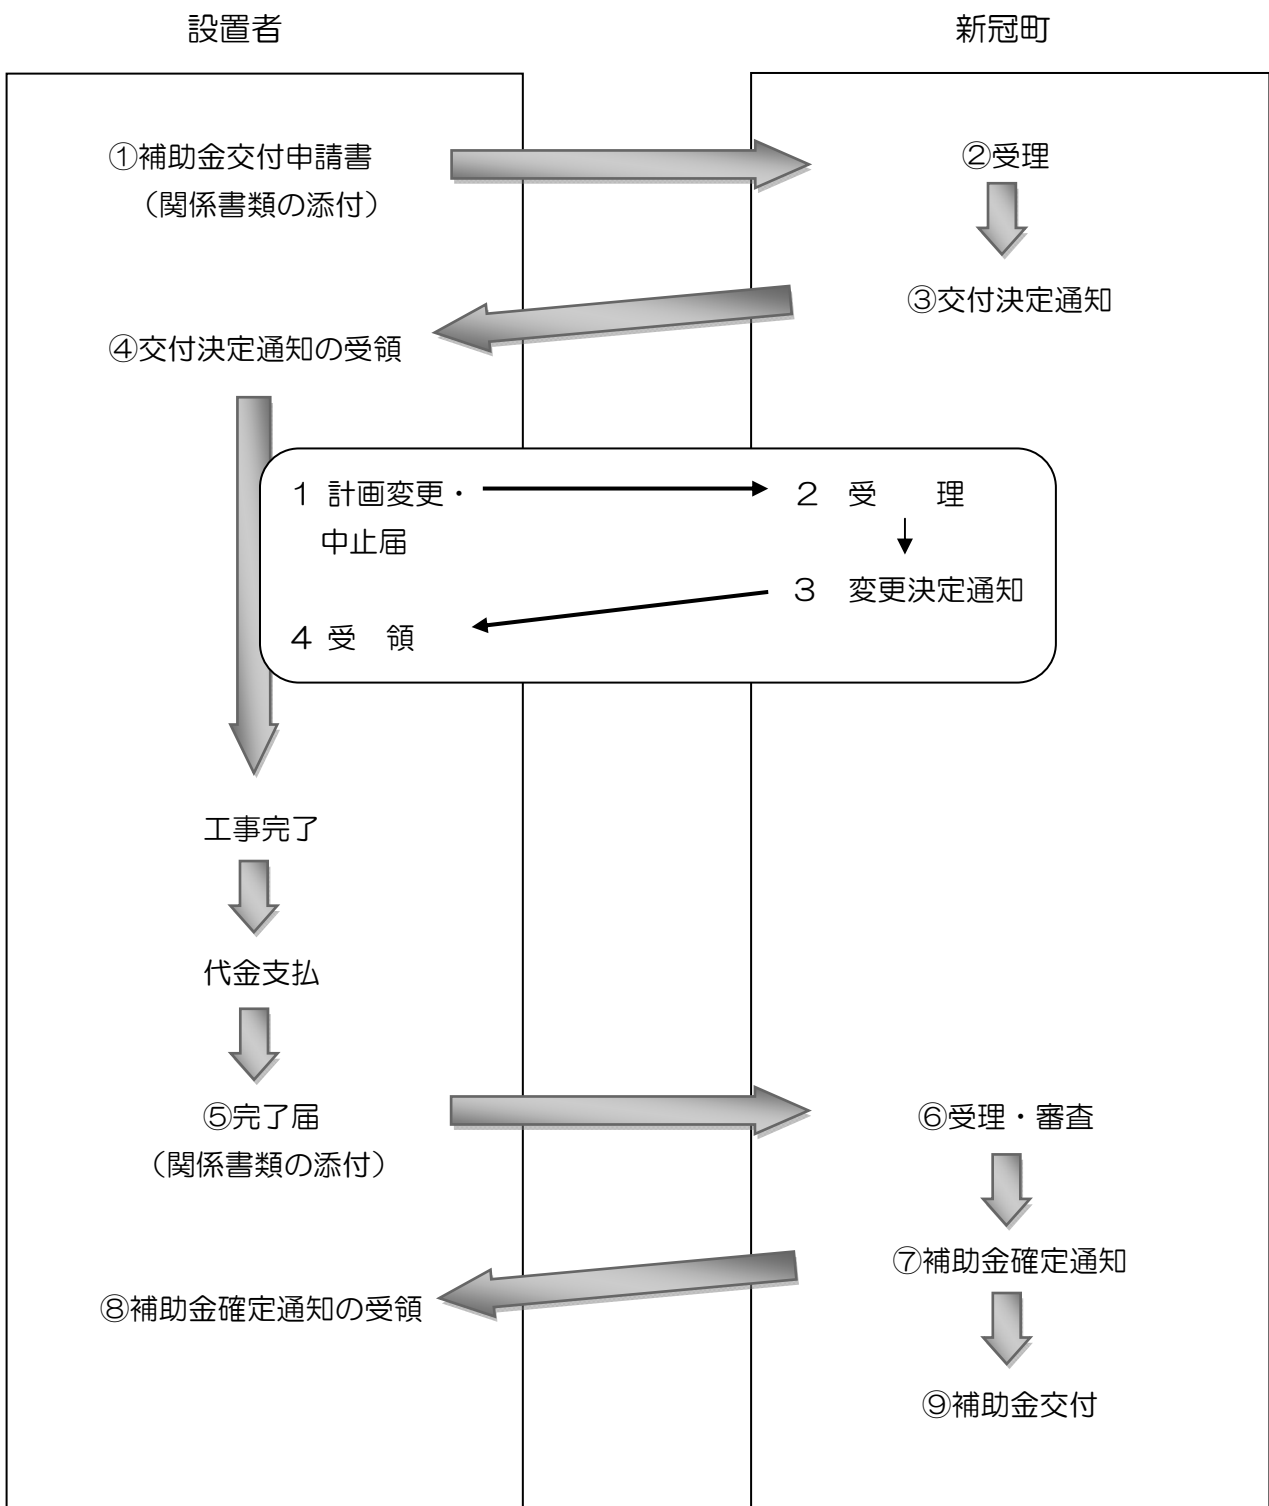 設置者
新冠町
①補助金交付申請書
（関係書類の添付）
②受理
③交付決定通知
④交付決定通知の受領
1 計画変更・
中止届
２　受　　理
３　変更決定通知
4 受　領
工事完了
代金支払
⑤完了届
（関係書類の添付）
⑥受理・審査
⑦補助金確定通知
⑧補助金確定通知の受領
⑨補助金交付